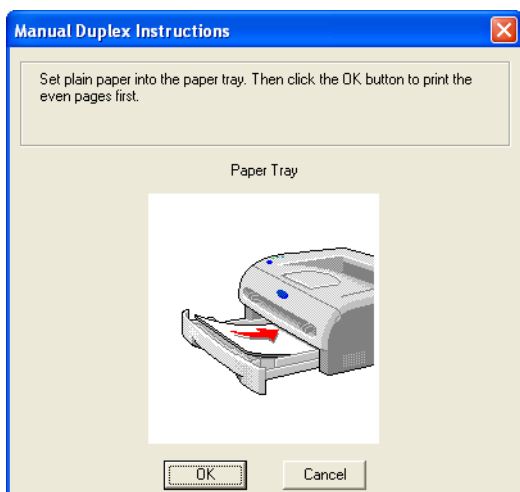 Manual Duplex Instructions
Set plain paper into the paper tray. Then click the OK button to print the
even pages first.
Paper Tray
OK
Cancel